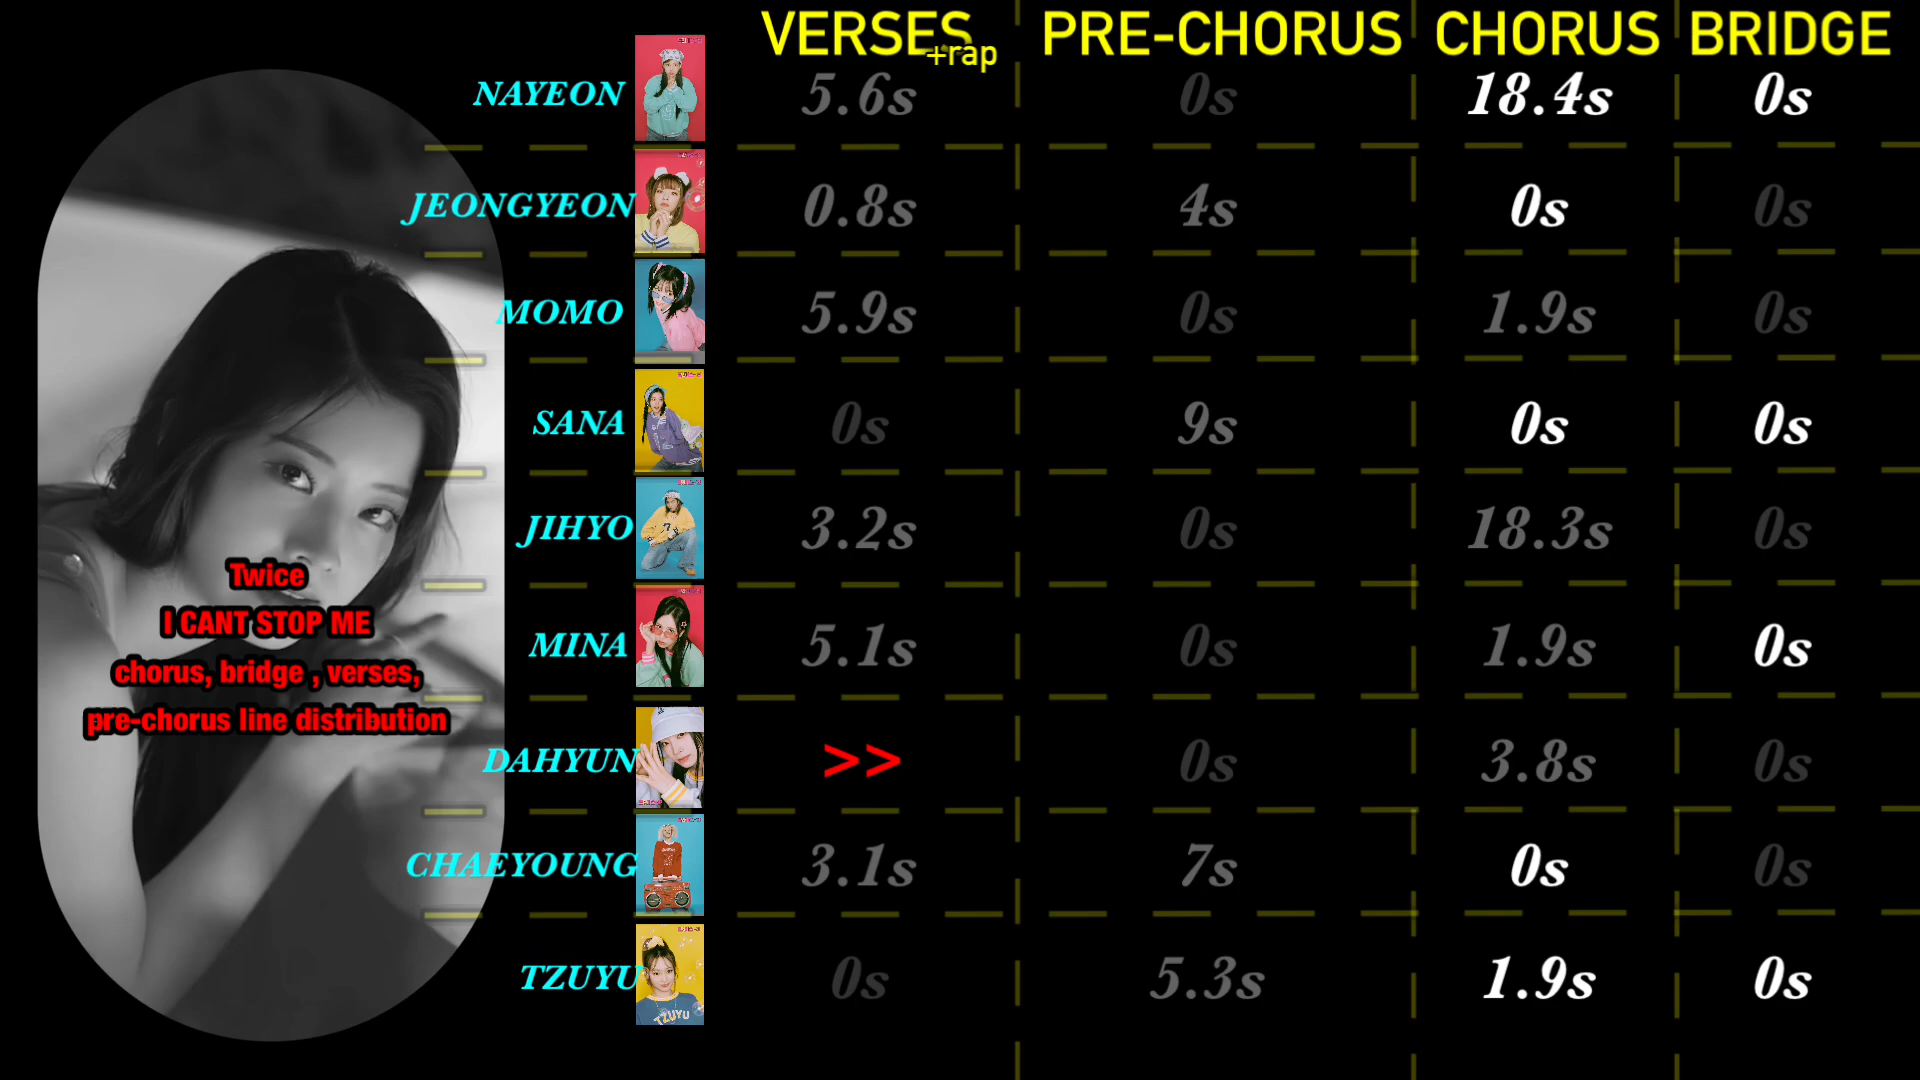 VERSES PRE-CHORUS CHORUS BRIDGE
+rap
NAYEON 5.6s 0s 18.4s 0s
JEONGYEON 0.8s 4s 0s 0s
MOMO 5.9s 0s 1.9s 0s
SANA 0s 9s 0s 0s
JIHYO 3.2s 0s 18.3s 0s
Twice
I CANT STOP ME
chorus, bridge , verses,
pre-chorus line distribution
MINA 5.1s 0s 1.9s 0s
DAHYUN >> 0s 3.8s 0s
CHAEYOUNG 3.1s 7s 0s 0s
TZUYU 0s 5.3s 1.9s 0s
TZUYU